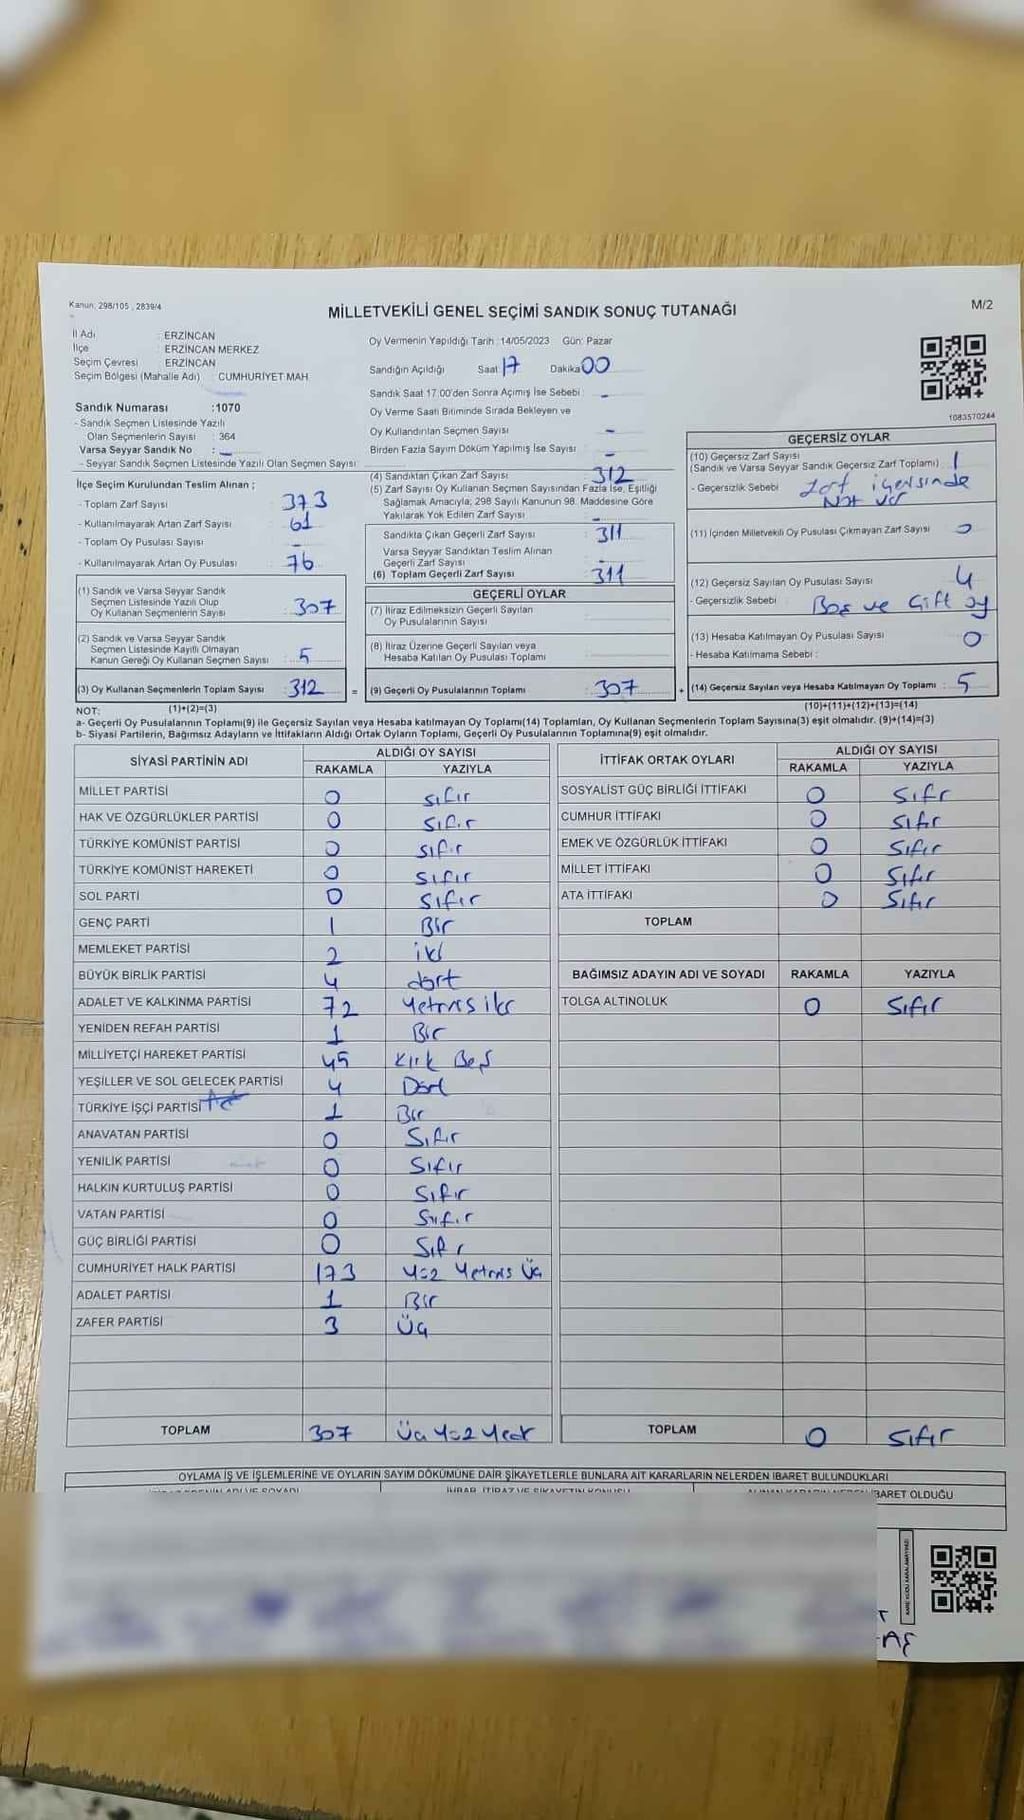 Kanun: 298/105 , 2839/4
MİLLETVEKİLİ GENEL SEÇİMİ SANDIK SONUÇ TUTANAĞI
M/2
İl Adı : ERZİNCAN
İlçe : ERZİNCAN MERKEZ
Seçim Çevresi : ERZİNCAN
Seçim Bölgesi (Mahalle Adı) : CUMHURİYET MAH.
Sandık Numarası :1070
- Sandık Seçmen Listesinde Yazılı
Olan Seçmenlerin Sayısı : 364
Varsa Seyyar Sandık No :
- Seyyar Sandık Seçmen Listesinde Yazılı Olan Seçmen Sayısı :
İlçe Seçim Kurulundan Teslim Alınan ;
- Toplam Zarf Sayısı : 373
- Kullanılmayarak Artan Zarf Sayısı : 61
- Toplam Oy Pusulası Sayısı : -
- Kullanılmayarak Artan Oy Pusulası : 76
(1) Sandık ve Varsa Seyyar Sandık
Seçmen Listesinde Yazılı Olup
Oy Kullanan Seçmenlerin Sayısı : 307
(2) Sandık ve Varsa Seyyar Sandık
Seçmen Listesinde Kayıtlı Olmayan
Kanun Gereği Oy Kullanan Seçmen Sayısı : 5
(3) Oy Kullanan Seçmenlerin Toplam Sayısı : 312
Oy Vermenin Yapıldığı Tarih : 14/05/2023 Gün: Pazar
Sandığın Açıldığı Saat: 17 Dakika: 00
Sandık Saat 17:00'den Sonra Açımış İse Sebebi : -
Oy Verme Saati Bitiminde Sırada Bekleyen ve
Oy Kullandırılan Seçmen Sayısı : -
Birden Fazla Sayım Döküm Yapılmış İse Sayısı : -
(4) Sandıktan Çıkan Zarf Sayısı : 312
(5) Zarf Sayısı Oy Kullanan Seçmen Sayısından Fazla İse, Eşitliği
Sağlamak Amacıyla; 298 Sayılı Kanunun 98. Maddesine Göre
Yakılarak Yok Edilen Zarf Sayısı : -
Sandıkta Çıkan Geçerli Zarf Sayısı : 311
Varsa Seyyar Sandıktan Teslim Alınan
Geçerli Zarf Sayısı :
(6) Toplam Geçerli Zarf Sayısı : 311
GEÇERLİ OYLAR
(7) İtiraz Edilmeksizin Geçerli Sayılan
Oy Pusulalarının Sayısı :
(8) İtiraz Üzerine Geçerli Sayılan veya
Hesaba Katılan Oy Pusulası Toplamı :
= (9) Geçerli Oy Pusulalarının Toplamı : 307
1083570244
GEÇERSİZ OYLAR
(10) Geçersiz Zarf Sayısı
(Sandık ve Varsa Seyyar Sandık Geçersiz Zarf Toplamı) : 1
- Geçersizlik Sebebi : Zarf içerisinde
Not var
(11) İçinden Milletvekili Oy Pusulası Çıkmayan Zarf Sayısı : 0
(12) Geçersiz Sayılan Oy Pusulası Sayısı : 4
- Geçersizlik Sebebi : Boş ve Çift oy
(13) Hesaba Katılmayan Oy Pusulası Sayısı : 0
- Hesaba Katılmama Sebebi :
+ (14) Geçersiz Sayılan veya Hesaba Katılmayan Oy Toplamı : 5
NOT: (1)+(2)=(3)
(10)+(11)+(12)+(13)=(14)
a- Geçerli Oy Pusulalarının Toplamı(9) ile Geçersiz Sayılan veya Hesaba katılmayan Oy Toplamı(14) Toplamları, Oy Kullanan Seçmenlerin Toplam Sayısına(3) eşit olmalıdır. (9)+(14)=(3)
b- Siyasi Partilerin, Bağımsız Adayların ve İttifakların Aldığı Ortak Oyların Toplamı, Geçerli Oy Pusulalarının Toplamına(9) eşit olmalıdır.
SİYASİ PARTİNİN ADI
ALDIĞI OY SAYISI
RAKAMLA YAZIYLA
MİLLET PARTİSİ 0 sıfır
HAK VE ÖZGÜRLÜKLER PARTİSİ 0 sıfır
TÜRKİYE KOMÜNİST PARTİSİ 0 sıfır
TÜRKİYE KOMÜNİST HAREKETİ 0 sıfır
SOL PARTİ 0 sıfır
GENÇ PARTİ 1 Bir
MEMLEKET PARTİSİ 2 iki
BÜYÜK BİRLİK PARTİSİ 4 dört
ADALET VE KALKINMA PARTİSİ 72 Yetmiş iki
YENİDEN REFAH PARTİSİ 1 Bir
MİLLİYETÇİ HAREKET PARTİSİ 45 Kırk Beş
YEŞİLLER VE SOL GELECEK PARTİSİ 4 Dört
TÜRKİYE İŞÇİ PARTİSİ 1 Bir
ANAVATAN PARTİSİ 0 Sıfır
YENİLİK PARTİSİ 0 Sıfır
HALKIN KURTULUŞ PARTİSİ 0 Sıfır
VATAN PARTİSİ 0 Sıfır
GÜÇ BİRLİĞİ PARTİSİ 0 Sıfır
CUMHURİYET HALK PARTİSİ 173 Yüz Yetmiş Üç
ADALET PARTİSİ 1 Bir
ZAFER PARTİSİ 3 Üç
TOPLAM 307 Üç Yüz Yedi
İTTİFAK ORTAK OYLARI
ALDIĞI OY SAYISI
RAKAMLA YAZIYLA
SOSYALİST GÜÇ BİRLİĞİ İTTİFAKI 0 Sıfır
CUMHUR İTTİFAKI 0 Sıfır
EMEK VE ÖZGÜRLÜK İTTİFAKI 0 Sıfır
MİLLET İTTİFAKI 0 Sıfır
ATA İTTİFAKI 0 Sıfır
TOPLAM
BAĞIMSIZ ADAYIN ADI VE SOYADI RAKAMLA YAZIYLA
TOLGA ALTINOLUK 0 Sıfır
TOPLAM 0 Sıfır
OYLAMA İŞ VE İŞLEMLERİNE VE OYLARIN SAYIM DÖKÜMÜNE DAİR ŞİKAYETLERLE BUNLARA AİT KARARLARIN NELERDEN İBARET BULUNDUKLARI
İBARET OLDUĞU